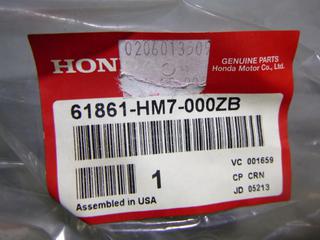 0206013505
HONDA
GENUINE PARTS
Honda Motor Co., Ltd.
61861-HM7-000ZB
1
VC 001659
CP CRN
JD 05213
Assembled in USA